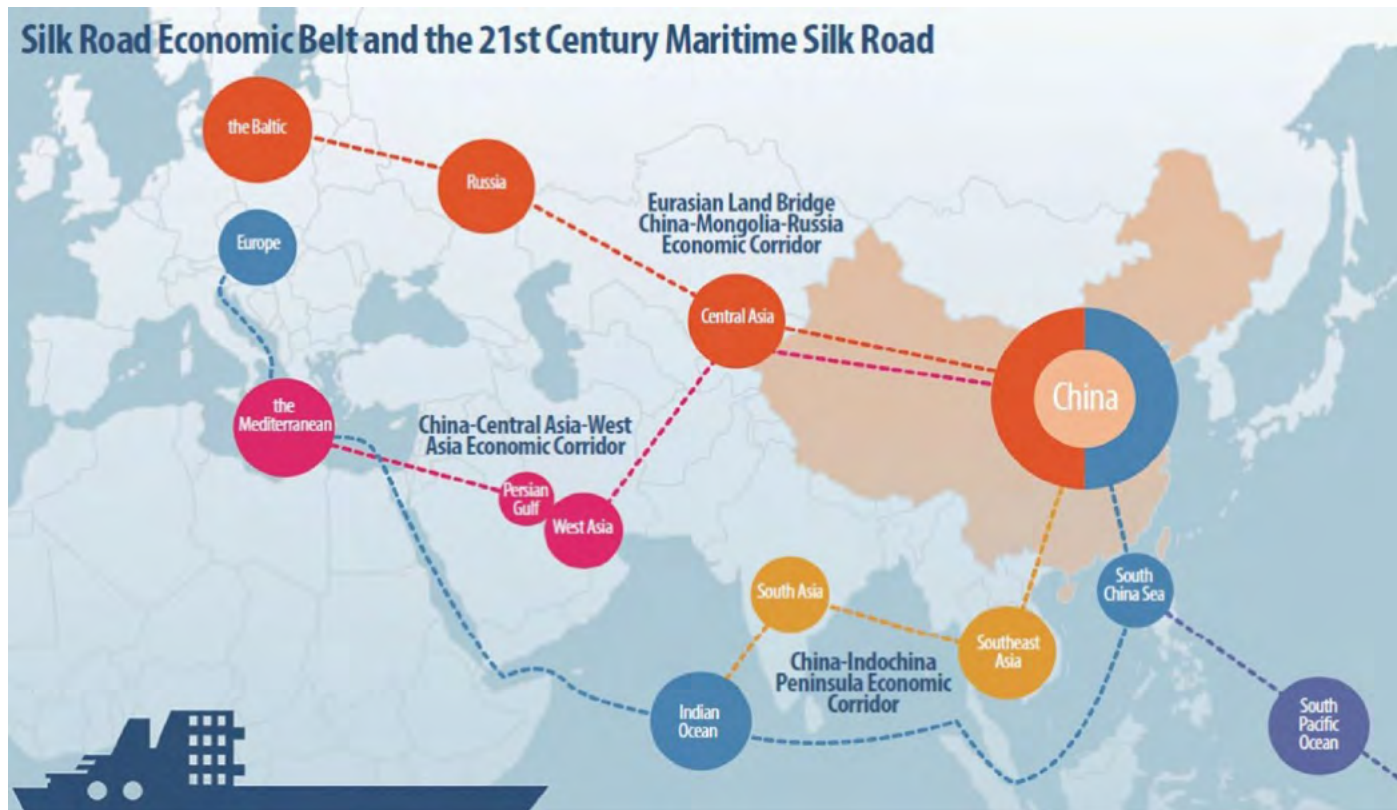 Silk Road Economic Belt and the 21st Century Maritime Silk Road
the Baltic
Russia
Eurasian Land Bridge
China-Mongolia-Russia
Economic Corridor
Europe
Central Asia
China
the
Mediterranean
China-Central Asia-West
Asia Economic Corridor
Persian
Gulf
West Asia
South Asia
South
China Sea
Southeast
Asia
China-Indochina
Peninsula Economic
Corridor
Indian
Ocean
South
Pacific
Ocean